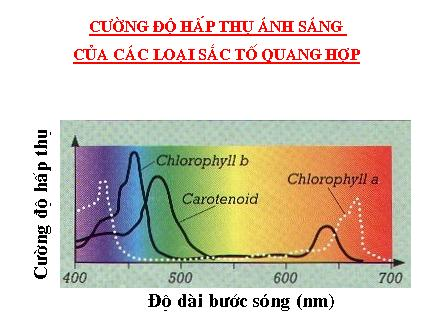 CƯỜNG ĐỘ HẤP THỤ ÁNH SÁNG
CỦA CÁC LOẠI SẮC TỐ QUANG HỢP
Cường độ hấp thụ
Chlorophyll b
Carotenoid
Chlorophyll a
400 500 600 700
Độ dài bước sóng (nm)